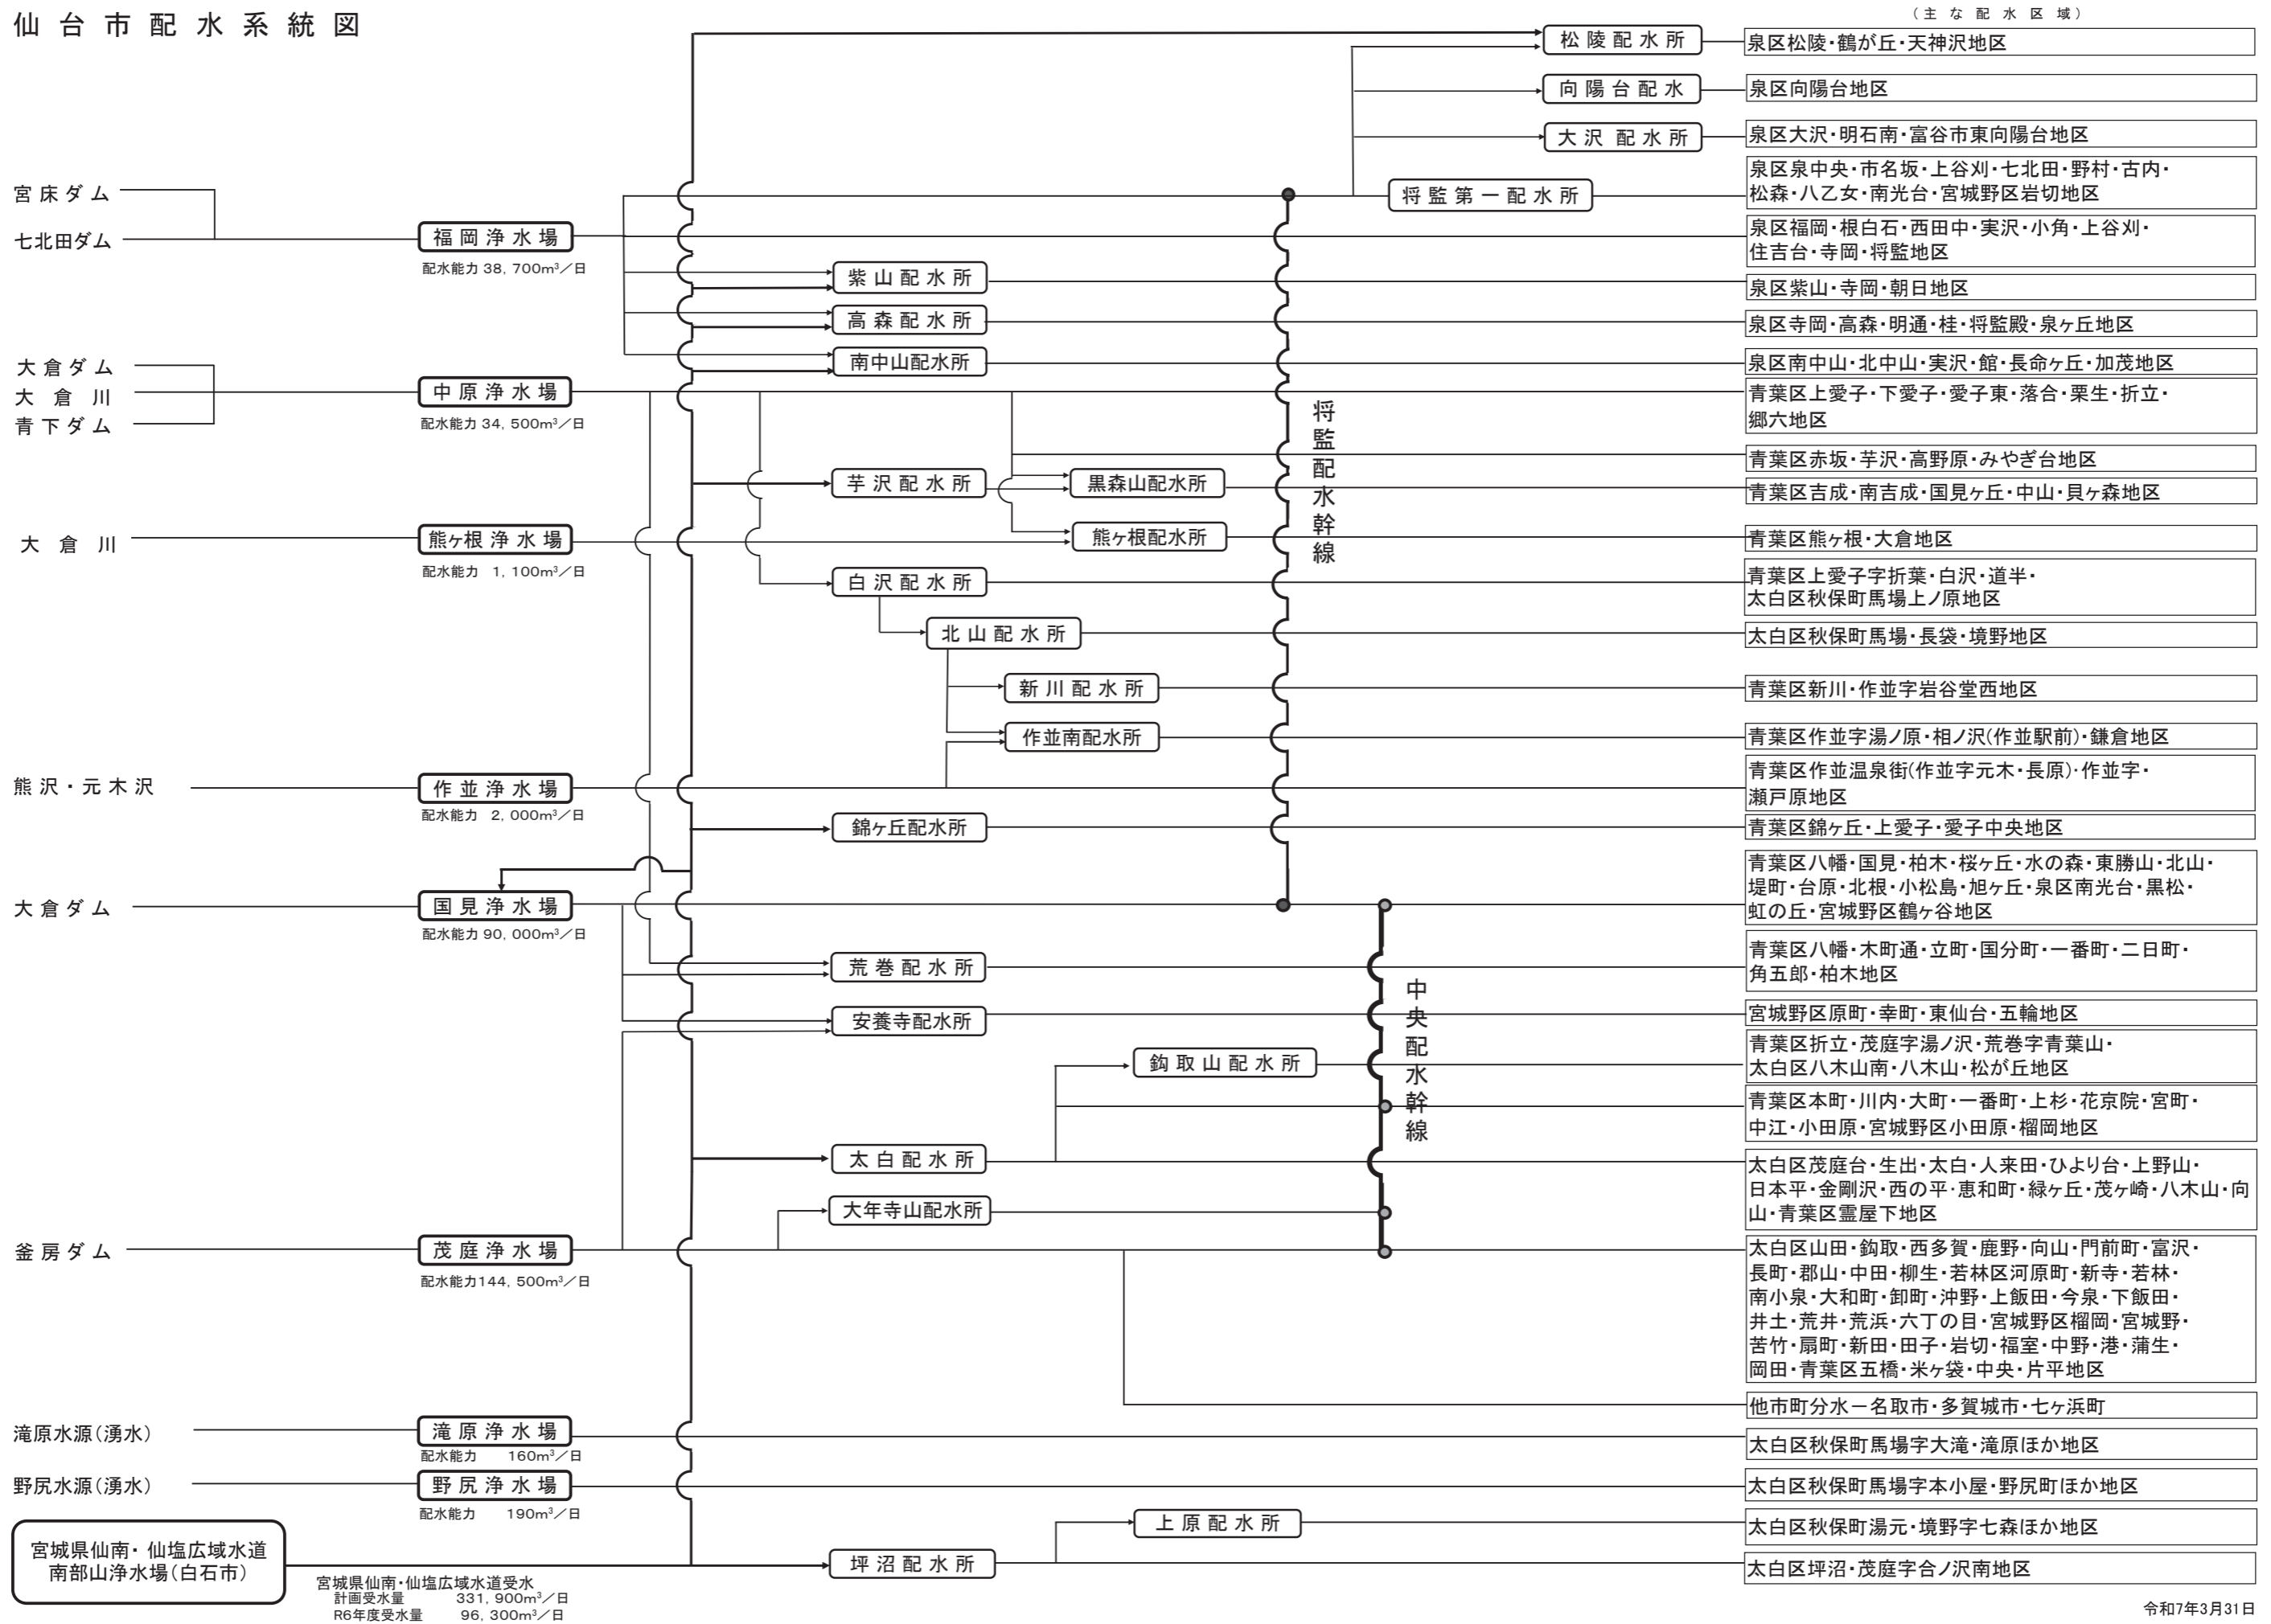 仙台市配水系統図
(主な配水区域)
松陵配水所
泉区松陵・鶴が丘・天神沢地区
向陽台配水
泉区向陽台地区
大沢配水所
泉区大沢・明石南・富谷市東向陽台地区
宮床ダム
将監第一配水所
泉区泉中央・市名坂・上谷刈・七北田・野村・古内・
松森・八乙女・南光台・宮城野区岩切地区
七北田ダム
福岡浄水場
配水能力 38,700m³/日
泉区福岡・根白石・西田中・実沢・小角・上谷刈・
住吉台・寺岡・将監地区
紫山配水所
泉区紫山・寺岡・朝日地区
高森配水所
泉区寺岡・高森・明通・桂・将監殿・泉ヶ丘地区
南中山配水所
泉区南中山・北中山・実沢・館・長命ヶ丘・加茂地区
大倉ダム
大倉川
青下ダム
中原浄水場
配水能力 34,500m³/日
青葉区上愛子・下愛子・愛子東・落合・栗生・折立・
郷六地区
将監配水幹線
青葉区赤坂・芋沢・高野原・みやぎ台地区
芋沢配水所
黒森山配水所
青葉区吉成・南吉成・国見ヶ丘・中山・貝ヶ森地区
大倉川
熊ヶ根浄水場
配水能力 1,100m³/日
熊ヶ根配水所
青葉区熊ヶ根・大倉地区
白沢配水所
青葉区上愛子字折葉・白沢・道半・
太白区秋保町馬場上ノ原地区
北山配水所
太白区秋保町馬場・長袋・境野地区
新川配水所
青葉区新川・作並字岩谷堂西地区
作並南配水所
青葉区作並字湯ノ原・相ノ沢(作並駅前)・鎌倉地区
熊沢・元木沢
作並浄水場
配水能力 2,000m³/日
青葉区作並温泉街(作並字元木・長原)・作並字・
瀬戸原地区
錦ヶ丘配水所
青葉区錦ヶ丘・上愛子・愛子中央地区
大倉ダム
国見浄水場
配水能力 90,000m³/日
青葉区八幡・国見・柏木・桜ヶ丘・水の森・東勝山・北山・
堤町・台原・北根・小松島・旭ヶ丘・泉区南光台・黒松・
虹の丘・宮城野区鶴ヶ谷地区
荒巻配水所
青葉区八幡・木町通・立町・国分町・一番町・二日町・
角五郎・柏木地区
中央配水幹線
安養寺配水所
宮城野区原町・幸町・東仙台・五輪地区
鈎取山配水所
青葉区折立・茂庭字湯ノ沢・荒巻字青葉山・
太白区八木山南・八木山・松が丘地区
青葉区本町・川内・大町・一番町・上杉・花京院・宮町・
中江・小田原・宮城野区小田原・榴岡地区
太白配水所
太白区茂庭台・生出・太白・人来田・ひより台・上野山・
日本平・金剛沢・西の平・恵和町・緑ヶ丘・茂ヶ崎・八木山・向
山・青葉区霊屋下地区
大年寺山配水所
釜房ダム
茂庭浄水場
配水能力144,500m³/日
太白区山田・鈎取・西多賀・鹿野・向山・門前町・富沢・
長町・郡山・中田・柳生・若林区河原町・新寺・若林・
南小泉・大和町・卸町・沖野・上飯田・今泉・下飯田・
井土・荒井・荒浜・六丁の目・宮城野区榴岡・宮城野・
苦竹・扇町・新田・田子・岩切・福室・中野・港・蒲生・
岡田・青葉区五橋・米ヶ袋・中央・片平地区
他市町分水ー名取市・多賀城市・七ヶ浜町
滝原水源(湧水)
滝原浄水場
配水能力 160m³/日
太白区秋保町馬場字大滝・滝原ほか地区
野尻水源(湧水)
野尻浄水場
配水能力 190m³/日
太白区秋保町馬場字本小屋・野尻町ほか地区
上原配水所
太白区秋保町湯元・境野字七森ほか地区
宮城県仙南・仙塩広域水道
南部山浄水場(白石市)
坪沼配水所
太白区坪沼・茂庭字合ノ沢南地区
宮城県仙南・仙塩広域水道受水
計画受水量 331,900m³/日
R6年度受水量 96,300m³/日
令和7年3月31日